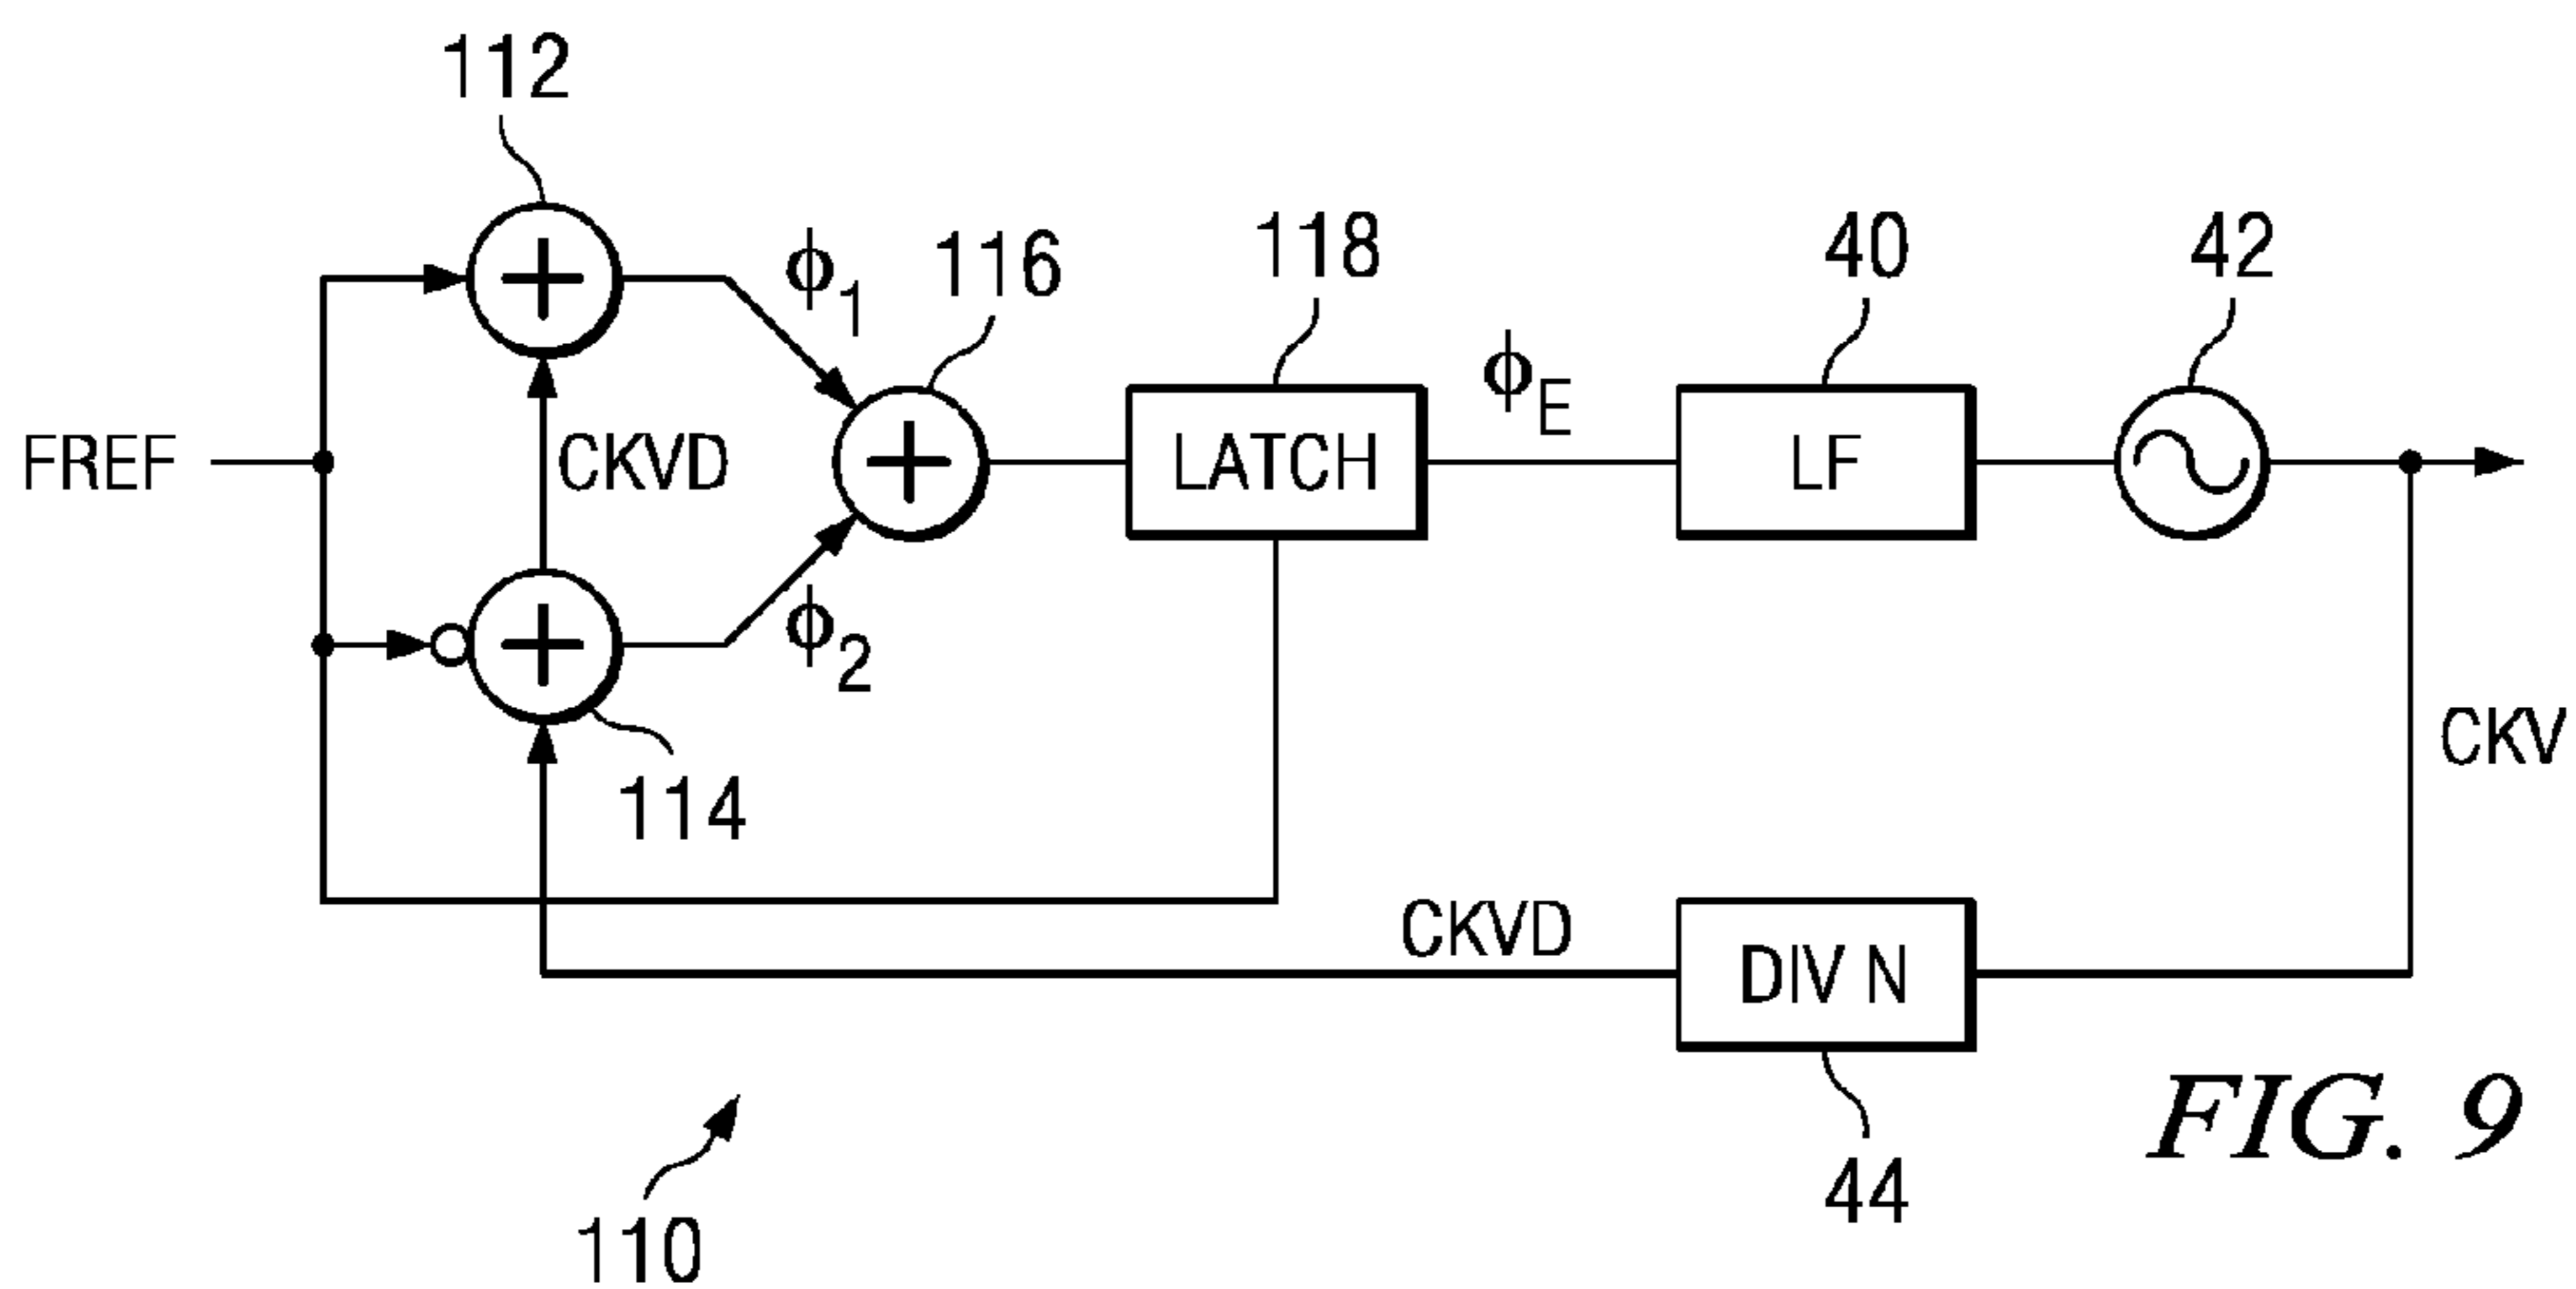 112
ϕ1
116
118
ϕE
40
42
FREF
CKVD
LATCH
LF
ϕ2
114
CKV
CKVD
DIV N
44
110
FIG. 9